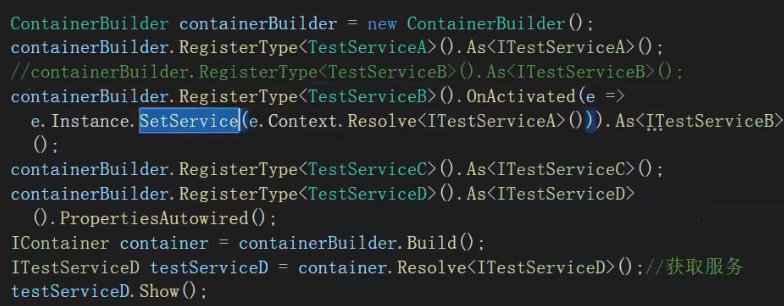 ContainerBuilder containerBuilder = new ContainerBuilder();
containerBuilder.RegisterType<TestServiceA>().As<ITestServiceA>();
//containerBuilder.RegisterType<TestServiceB>().As<ITestServiceB>();
containerBuilder.RegisterType<TestServiceB>().OnActivated(e =>
e.Instance.SetService(e.Context.Resolve<ITestServiceA>())).As<ITestServiceB>
();
containerBuilder.RegisterType<TestServiceC>().As<ITestServiceC>();
containerBuilder.RegisterType<TestServiceD>().As<ITestServiceD>
().PropertiesAutowired();
IContainer container = containerBuilder.Build();
ITestServiceD testServiceD = container.Resolve<ITestServiceD>();//获取服务
testServiceD.Show();